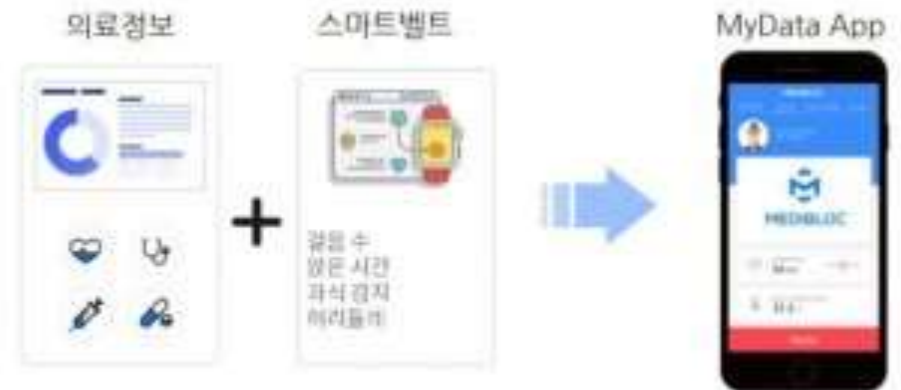 의료정보
스마트벨트
MyData App
걸음 수
앉은 시간
과식 감지
허리둘레
MEDIBLOC